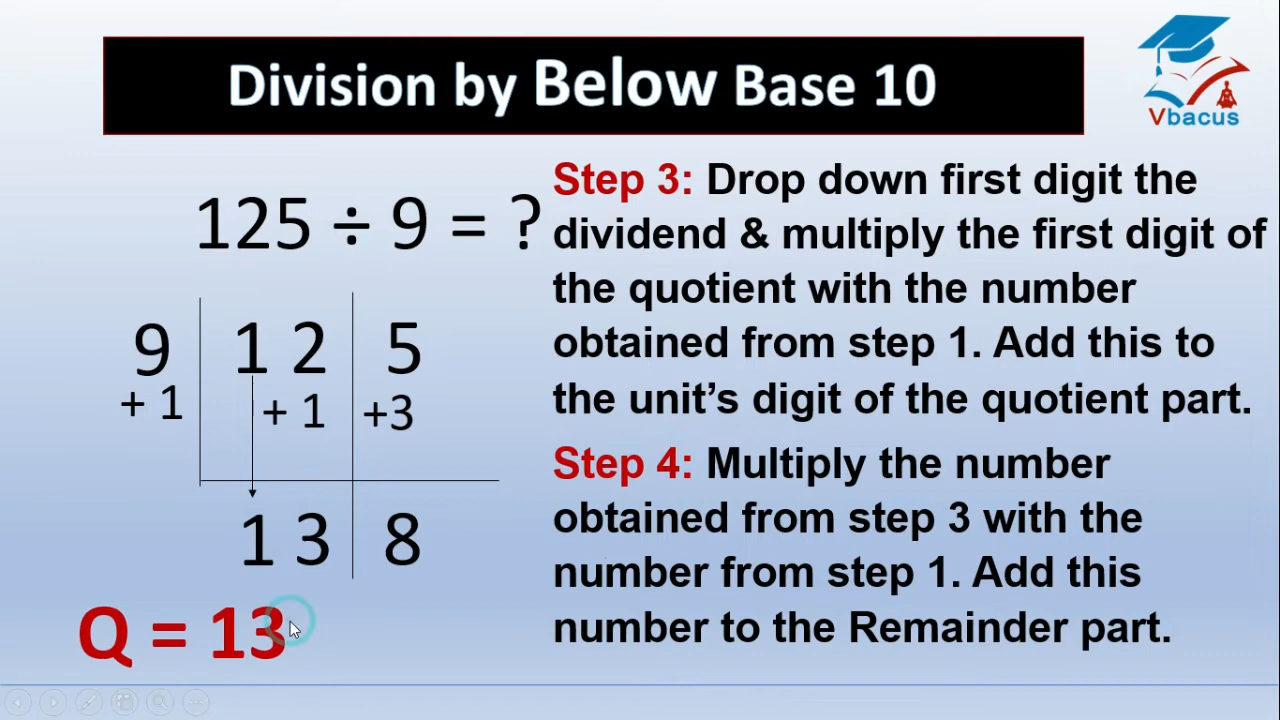 Division by Below Base 10
Vbacus
125 ÷ 9 = ?
9 1 2 5
+ 1 + 1 +3
1 3 8
Q = 13
Step 3: Drop down first digit the
dividend & multiply the first digit of
the quotient with the number
obtained from step 1. Add this to
the unit’s digit of the quotient part.
Step 4: Multiply the number
obtained from step 3 with the
number from step 1. Add this
number to the Remainder part.